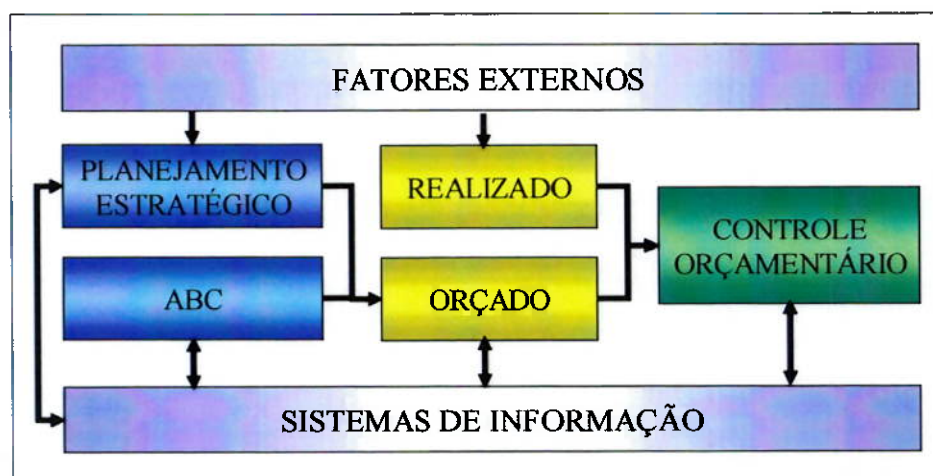 FATORES EXTERNOS
PLANEJAMENTO
ESTRATÉGICO
REALIZADO
CONTROLE
ORÇAMENTÁRIO
ABC
ORÇADO
SISTEMAS DE INFORMAÇÃO